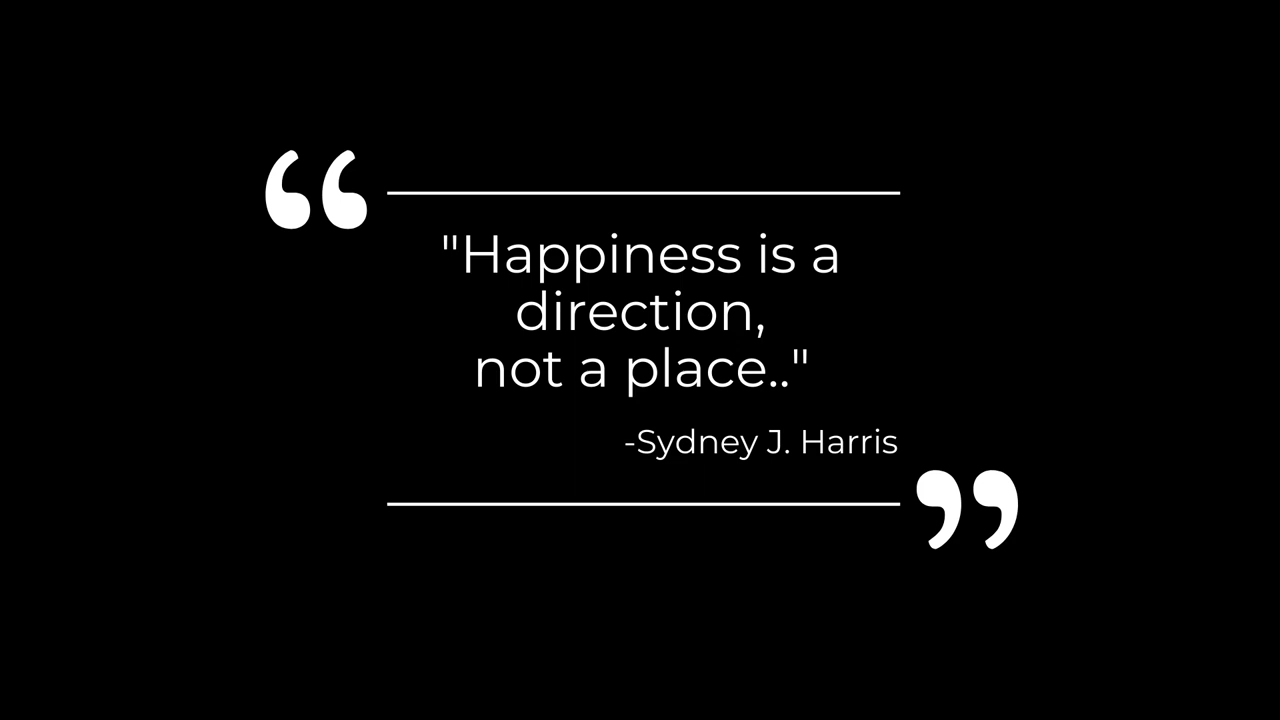 "Happiness is a
direction,
not a place.."
-Sydney J. Harris